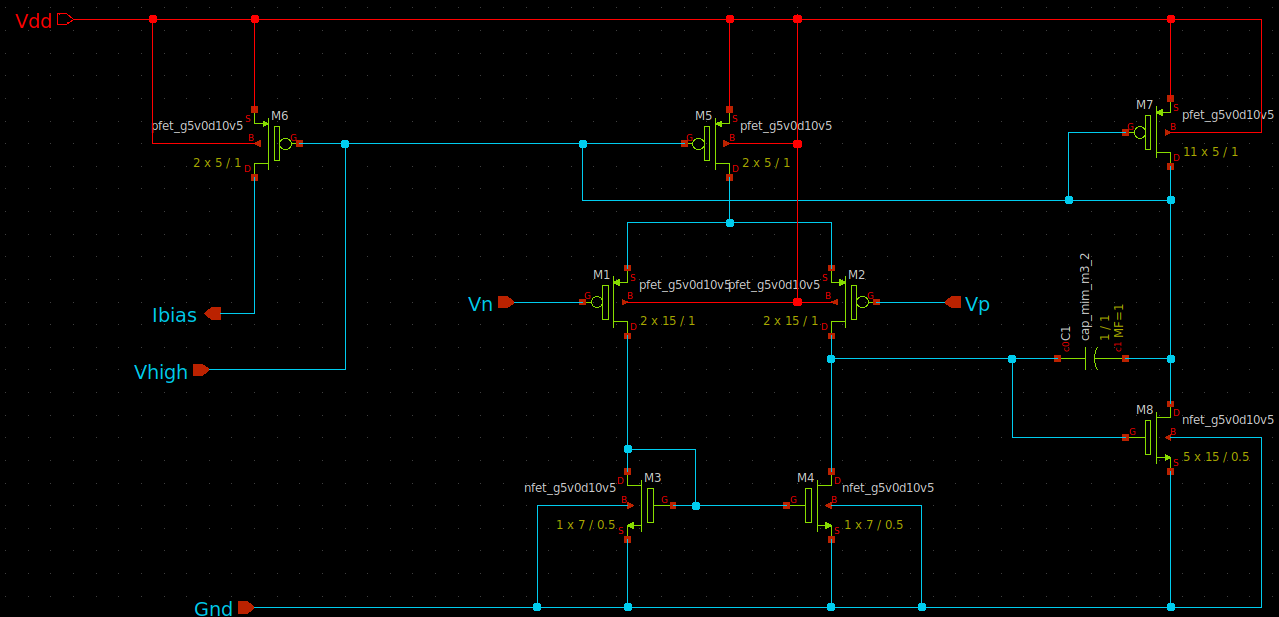 Vdd
M6
S
pfet_g5v0d10v5
B
G
2 x 5 / 1
D
M5
S
pfet_g5v0d10v5
G
B
2 x 5 / 1
D
M7
S
pfet_g5v0d10v5
G
B
11 x 5 / 1
D
M1
S
pfet_g5v0d10v5
Vn
G
B
2 x 15 / 1
D
M2
S
pfet_g5v0d10v5
B
G
Vp
2 x 15 / 1
D
Ibias
Vhigh
C1
cap_mim_m3_2
1 / 1
MF=1
c0
c1
M8
D
nfet_g5v0d10v5
G
B
5 x 15 / 0.5
S
M3
D
nfet_g5v0d10v5
B
G
1 x 7 / 0.5
S
M4
D
nfet_g5v0d10v5
G
B
1 x 7 / 0.5
S
Gnd